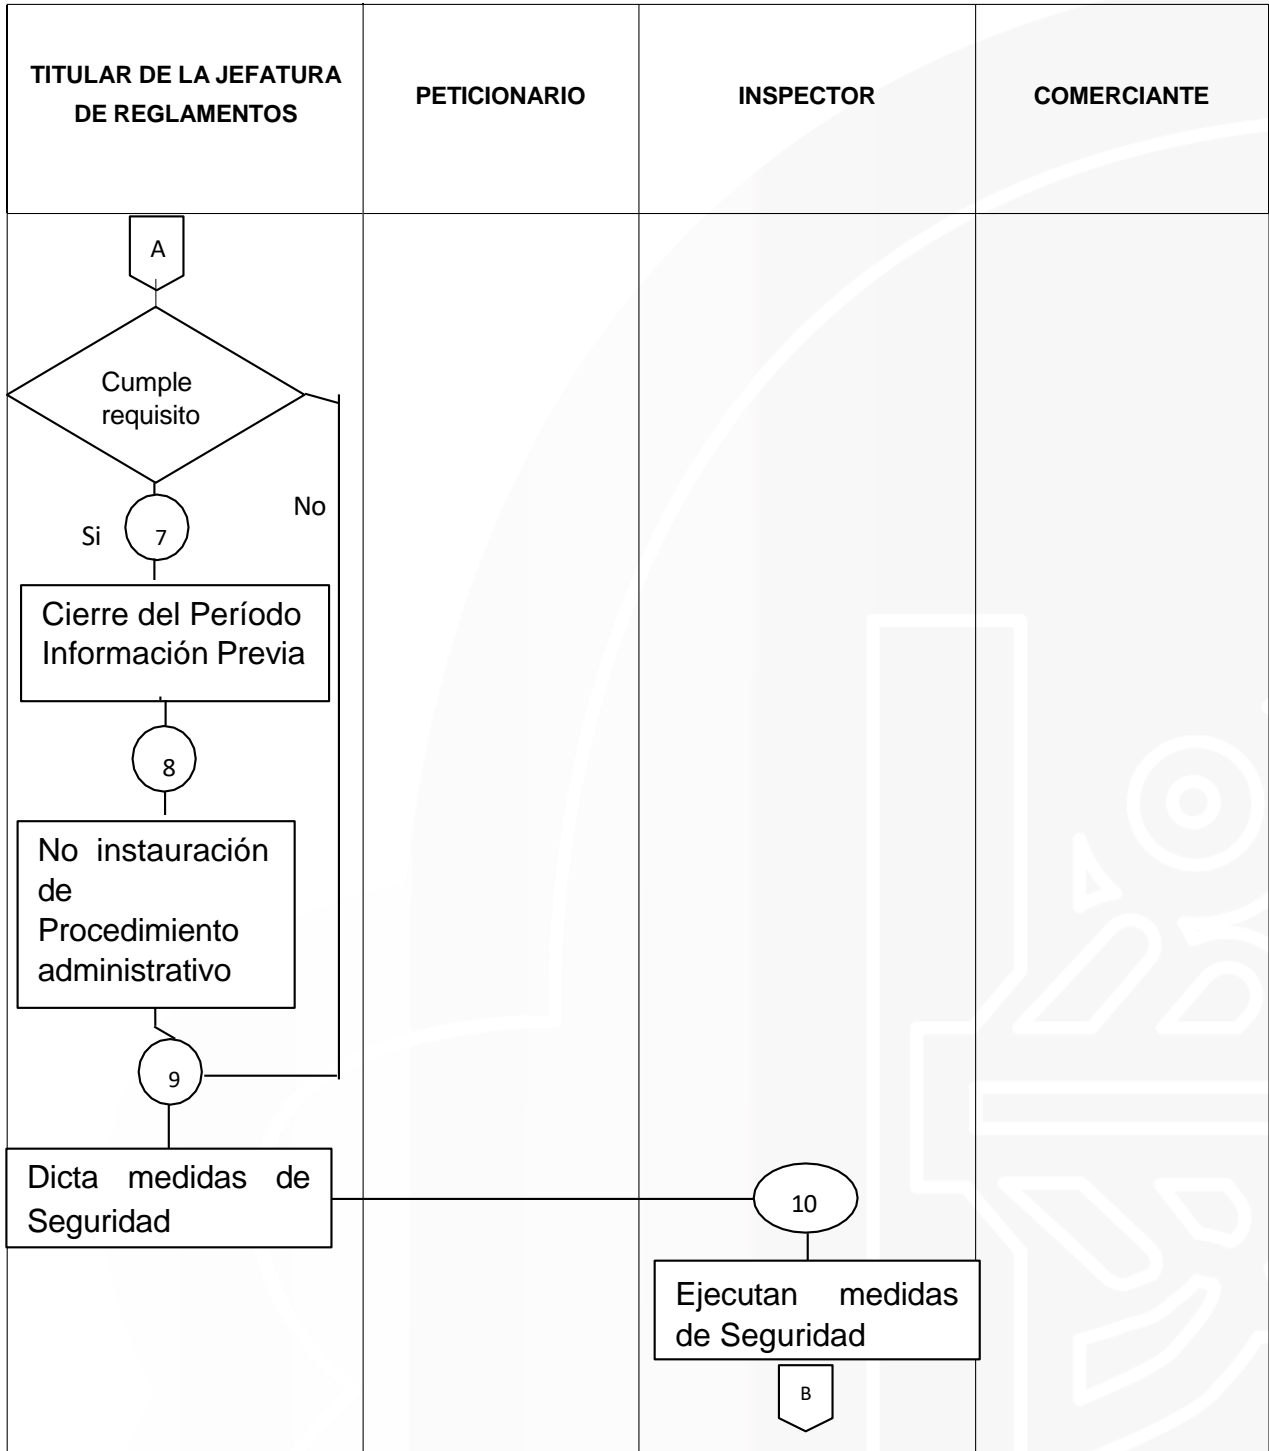 TITULAR DE LA JEFATURA
DE REGLAMENTOS
PETICIONARIO
INSPECTOR
COMERCIANTE
A
Cumple
requisito
No
Si
7
Cierre del Período
Información Previa
8
No instauración
de
Procedimiento
administrativo
9
Dicta medidas de
Seguridad
10
Ejecutan medidas
de Seguridad
B